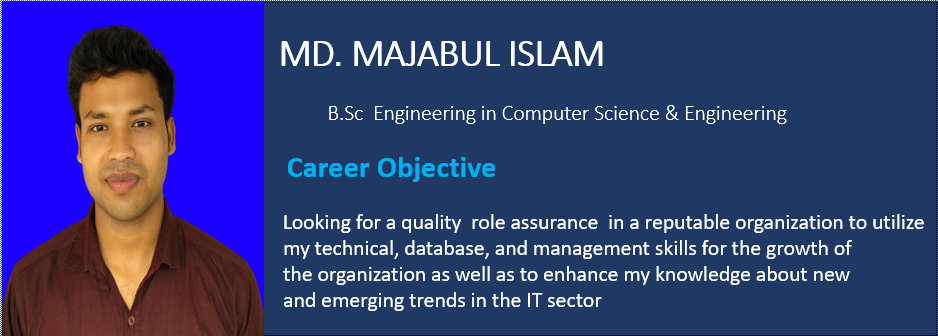 MD. MAJABUL ISLAM
B.Sc Engineering in Computer Science & Engineering
Career Objective
Looking for a quality role assurance in a reputable organization to utilize
my technical, database, and management skills for the growth of
the organization as well as to enhance my knowledge about new
and emerging trends in the IT sector